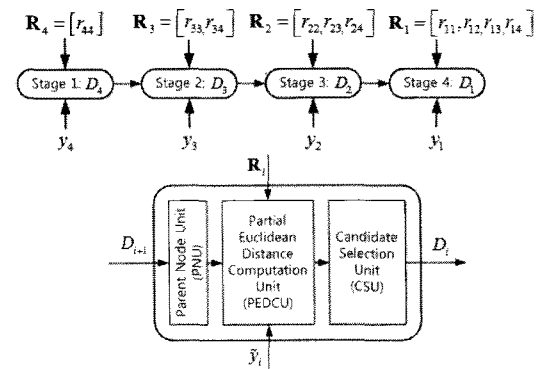 R₄ = [r₄₄] R₃ = [r₃₃, r₃₄] R₂ = [r₂₂, r₂₃, r₂₄] R₁ = [r₁₁, r₁₂, r₁₃, r₁₄]
Stage 1: D₄ Stage 2: D₃ Stage 3: D₂ Stage 4: D₁
y₄ y₃ y₂ y₁
Rᵢ
Dᵢ₊₁
Parent Node Unit
(PNU)
Partial
Euclidean
Distance
Computation
Unit
(PEDCU)
Candidate
Selection
Unit
(CSU)
Dᵢ
ỹᵢ